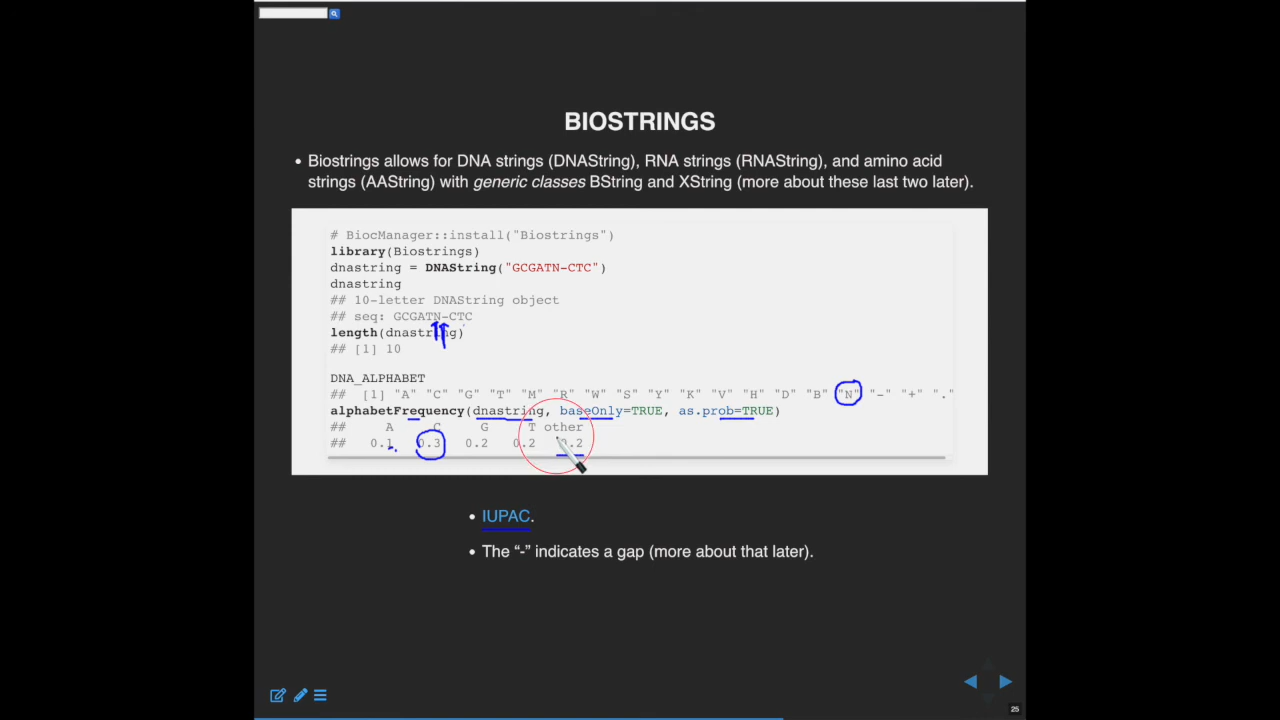 BIOSTRINGS
• Biostrings allows for DNA strings (DNAString), RNA strings (RNAString), and amino acid
strings (AAString) with generic classes BString and XString (more about these last two later).
# BiocManager::install("Biostrings")
library(Biostrings)
dnastring = DNAString("GCGATN-CTC")
dnastring
## 10-letter DNAString object
## seq: GCGATN-CTC
length(dnastring)
## [1] 10
DNA_ALPHABET
## [1] "A" "C" "G" "T" "M" "R" "W" "S" "Y" "K" "V" "H" "D" "B" "N" "-" "+" "."
alphabetFrequency(dnastring, baseOnly=TRUE, as.prob=TRUE)
## A C G T other
## 0.1 0.3 0.2 0.2 0.2
• IUPAC.
• The “-” indicates a gap (more about that later).
25